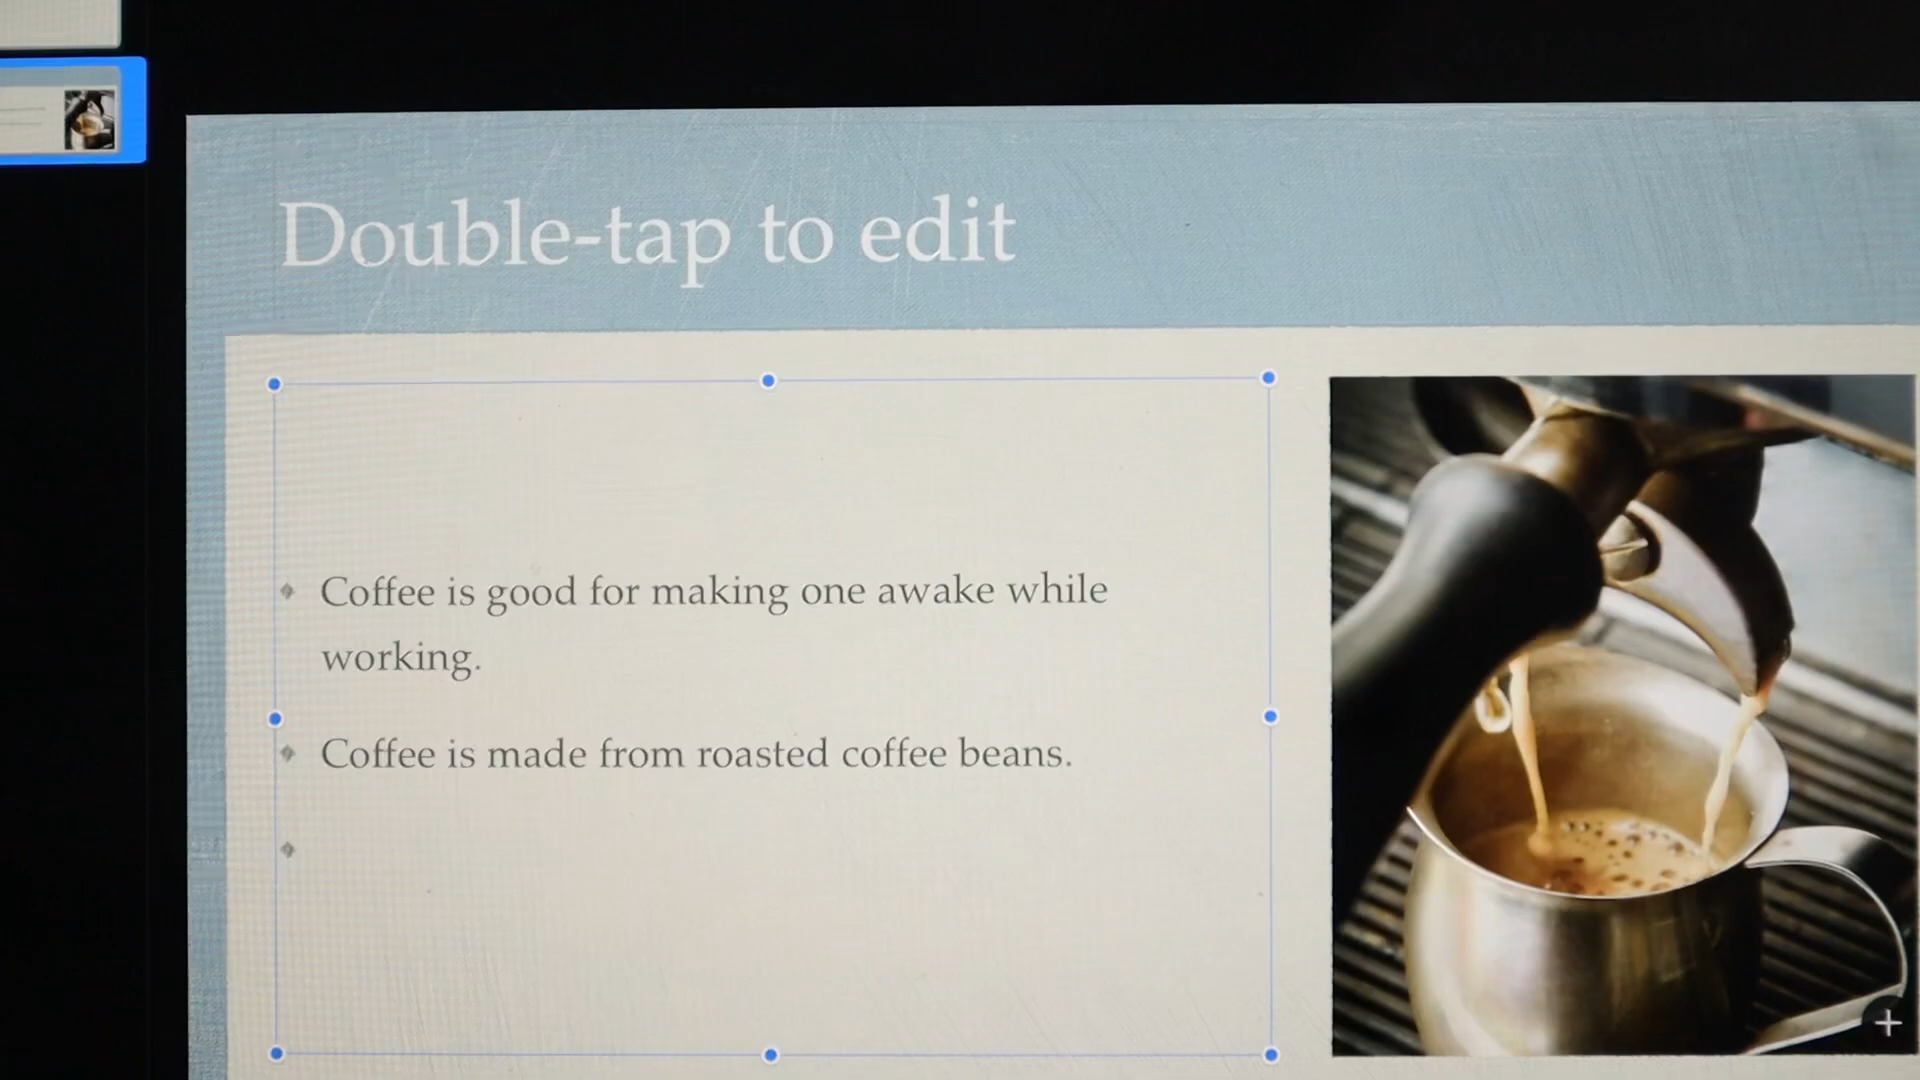 Double-tap to edit
Coffee is good for making one awake while
working.
Coffee is made from roasted coffee beans.